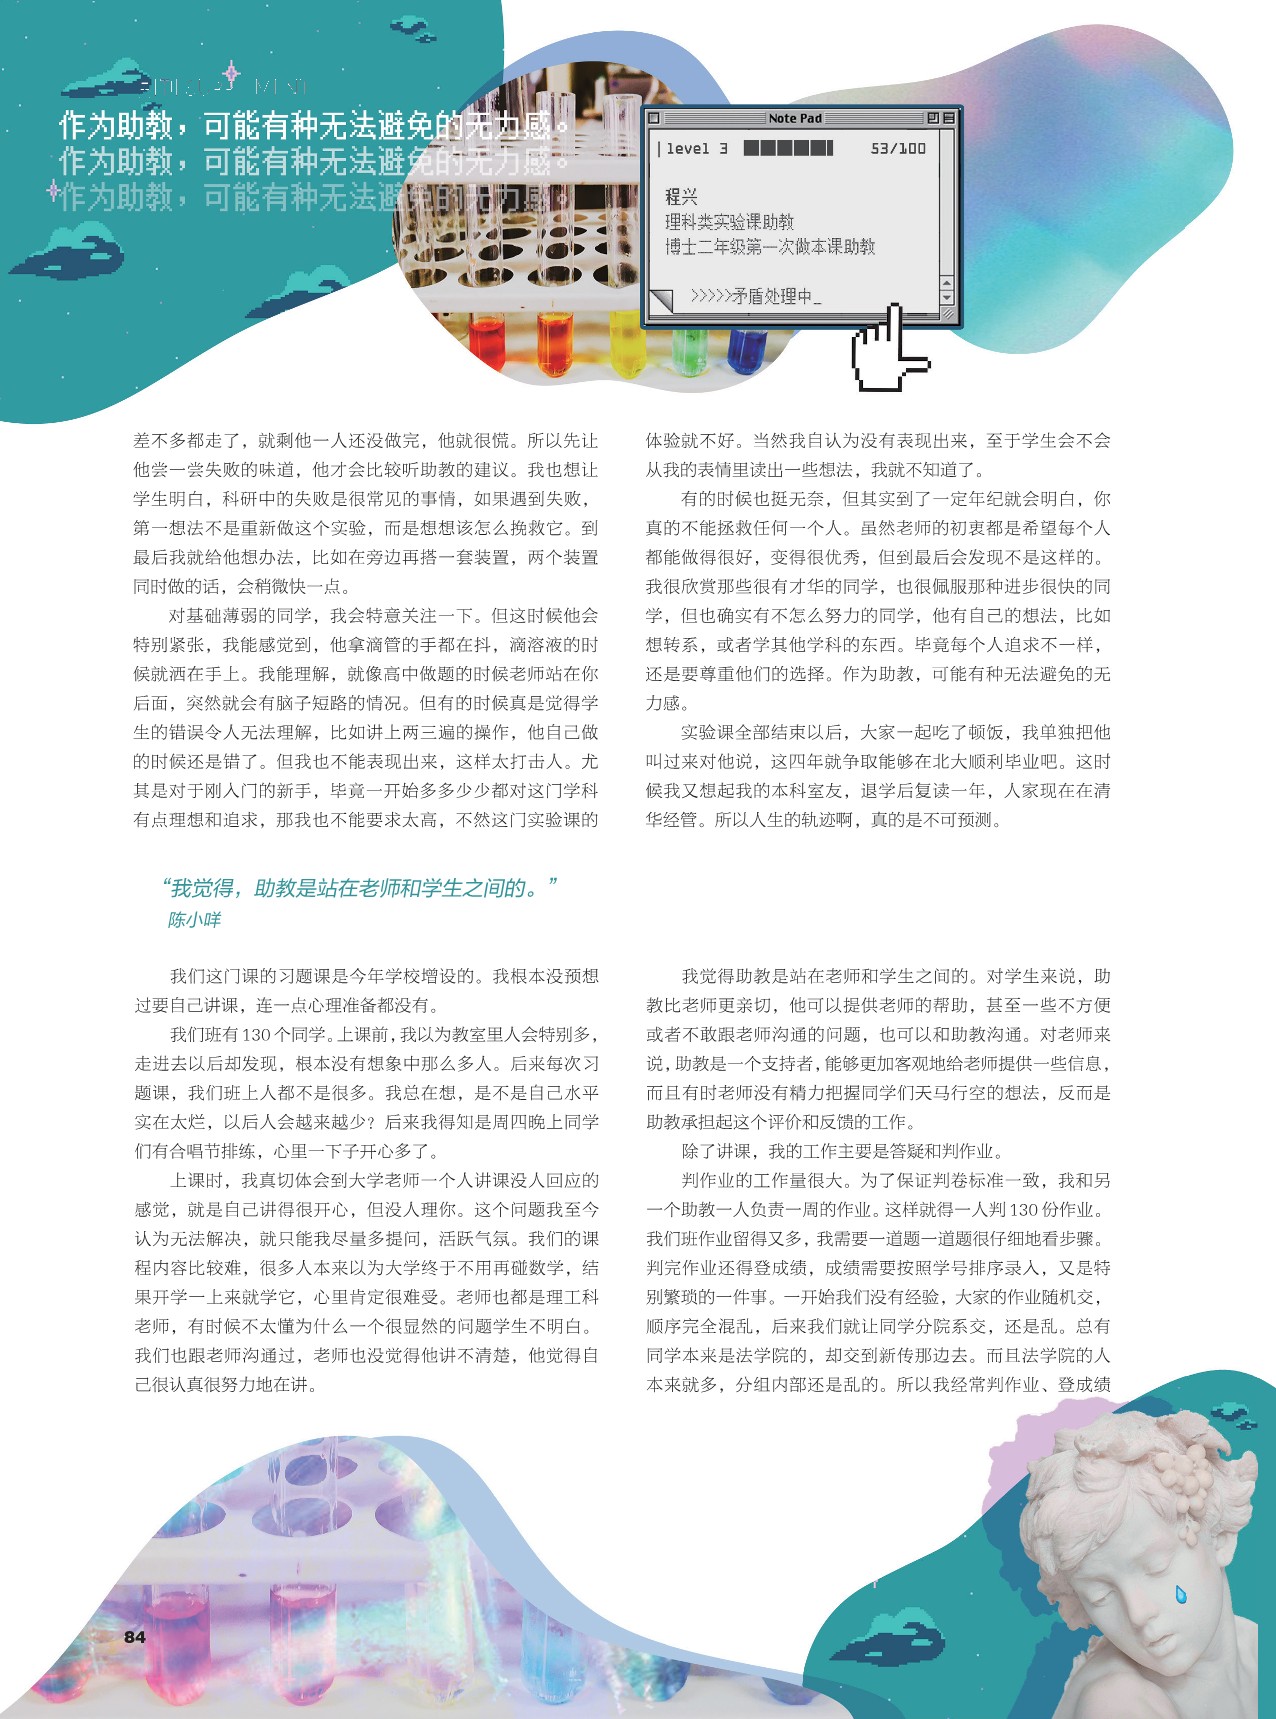 作为助教，可能有种无法避免的无力感。
作为助教，可能有种无法避免的无力感。
作为助教，可能有种无法避免的无力感。
Note Pad
level 3
53/100
程兴
理科类实验课助教
博士二年级第一次做本课助教
>>>>>矛盾处理中_
差不多都走了，就剩他一人还没做完，他就很慌。所以先让
他尝一尝失败的味道，他才会比较听助教的建议。我也想让
学生明白，科研中的失败是很常见的事情，如果遇到失败，
第一想法不是重新做这个实验，而是想想该怎么挽救它。到
最后我就给他想办法，比如在旁边再搭一套装置，两个装置
同时做的话，会稍微快一点。
对基础薄弱的同学，我会特意关注一下。但这时候他会
特别紧张，我能感觉到，他拿滴管的手都在抖，滴溶液的时
候就洒在手上。我能理解，就像高中做题的时候老师站在你
后面，突然就会有脑子短路的情况。但有的时候真是觉得学
生的错误令人无法理解，比如讲上两三遍的操作，他自己做
的时候还是错了。但我也不能表现出来，这样太打击人。尤
其是对于刚入门的新手，毕竟一开始多多少少都对这门学科
有点理想和追求，那我也不能要求太高，不然这门实验课的
体验就不好。当然我自认为没有表现出来，至于学生会不会
从我的表情里读出一些想法，我就不知道了。
有的时候也挺无奈，但其实到了一定年纪就会明白，你
真的不能拯救任何一个人。虽然老师的初衷都是希望每个人
都能做得很好，变得很优秀，但到最后会发现不是这样的。
我很欣赏那些很有才华的同学，也很佩服那种进步很快的同
学，但也确实有不怎么努力的同学，他有自己的想法，比如
想转系，或者学其他学科的东西。毕竟每个人追求不一样，
还是要尊重他们的选择。作为助教，可能有种无法避免的无
力感。
实验课全部结束以后，大家一起吃了顿饭，我单独把他
叫过来对他说，这四年就争取能够在北大顺利毕业吧。这时
候我又想起我的本科室友，退学后复读一年，人家现在在清
华经管。所以人生的轨迹啊，真的是不可预测。
“我觉得，助教是站在老师和学生之间的。”
陈小咩
我们这门课的习题课是今年学校增设的。我根本没预想
过要自己讲课，连一点心理准备都没有。
我们班有130个同学。上课前，我以为教室里人会特别多，
走进去以后却发现，根本没有想象中那么多人。后来每次习
题课，我们班上人都不是很多。我总在想，是不是自己水平
实在太烂，以后人会越来越少？后来我得知是周四晚上同学
们有合唱节排练，心里一下子开心多了。
上课时，我真切体会到大学老师一个人讲课没人回应的
感觉，就是自己讲得很开心，但没人理你。这个问题我至今
认为无法解决，就只能我尽量多提问，活跃气氛。我们的课
程内容比较难，很多人本来以为大学终于不用再碰数学，结
果开学一上来就学它，心里肯定很难受。老师也都是理工科
老师，有时候不太懂为什么一个很显然的问题学生不明白。
我们也跟老师沟通过，老师也没觉得他讲不清楚，他觉得自
己很认真很努力地在讲。
我觉得助教是站在老师和学生之间的。对学生来说，助
教比老师更亲切，他可以提供老师的帮助，甚至一些不方便
或者不敢跟老师沟通的问题，也可以和助教沟通。对老师来
说，助教是一个支持者，能够更加客观地给老师提供一些信息，
而且有时老师没有精力把握同学们天马行空的想法，反而是
助教承担起这个评价和反馈的工作。
除了讲课，我的工作主要是答疑和判作业。
判作业的工作量很大。为了保证判卷标准一致，我和另
一个助教一人负责一周的作业。这样就得一人判130份作业。
我们班作业留得又多，我需要一道题一道题很仔细地看步骤。
判完作业还得登成绩，成绩需要按照学号排序录入，又是特
别繁琐的一件事。一开始我们没有经验，大家的作业随机交，
顺序完全混乱，后来我们就让同学分院系交，还是乱。总有
同学本来是法学院的，却交到新传那边去。而且法学院的人
本来就多，分组内部还是乱的。所以我经常判作业、登成绩
84